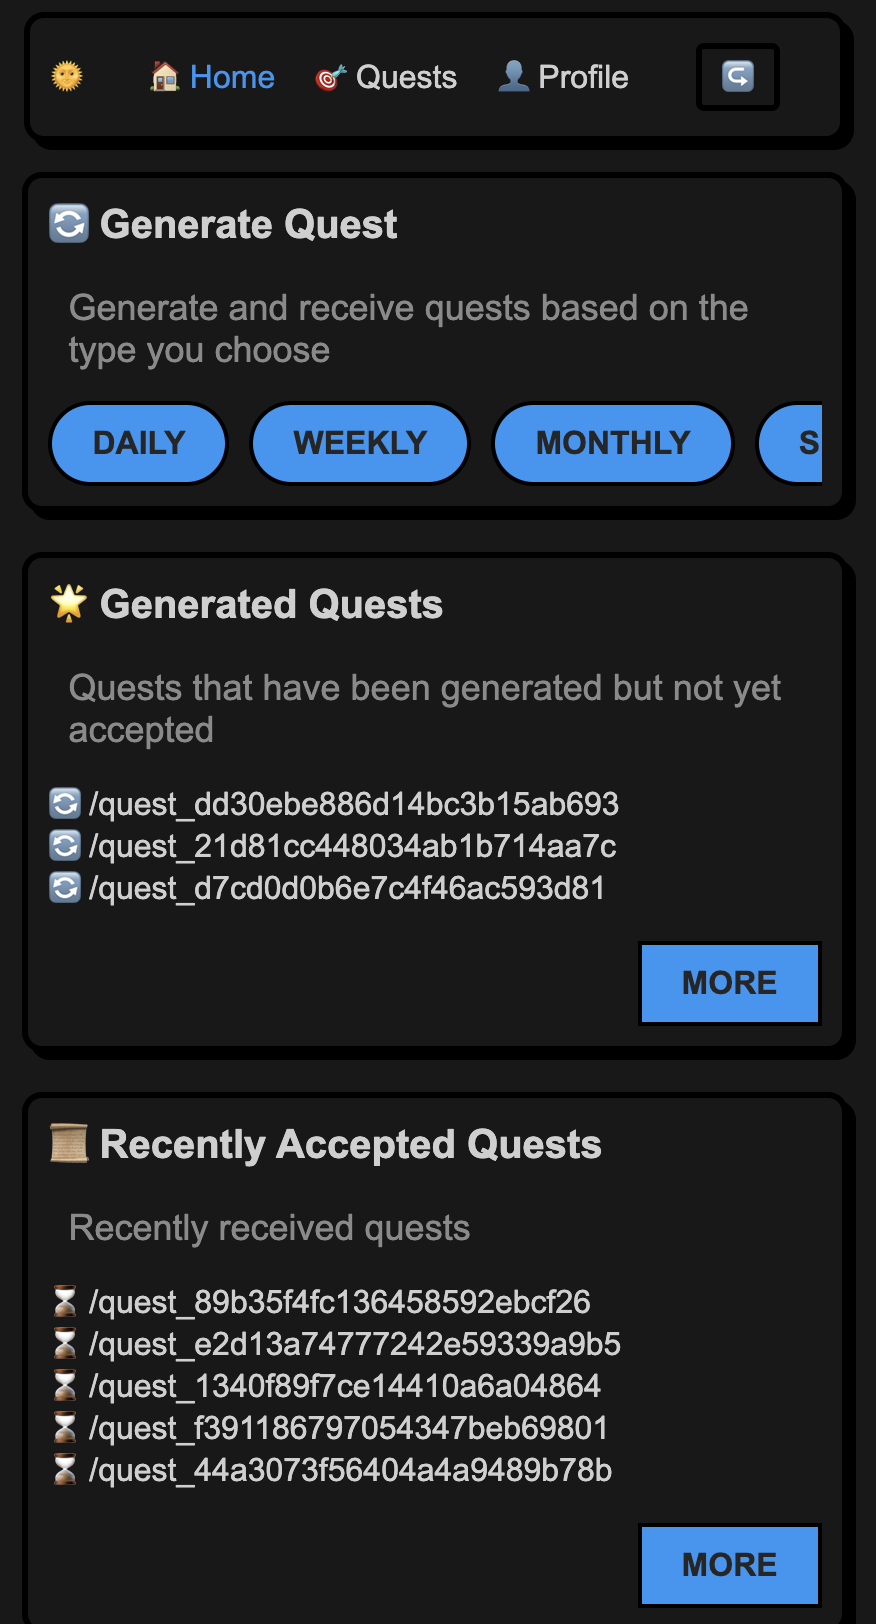 Home Quests Profile
Generate Quest
Generate and receive quests based on the
type you choose
DAILY WEEKLY MONTHLY S
Generated Quests
Quests that have been generated but not yet
accepted
/quest_dd30ebe886d14bc3b15ab693
/quest_21d81cc448034ab1b714aa7c
/quest_d7cd0d0b6e7c4f46ac593d81
MORE
Recently Accepted Quests
Recently received quests
/quest_89b35f4fc136458592ebcf26
/quest_e2d13a74777242e59339a9b5
/quest_1340f89f7ce14410a6a04864
/quest_f391186797054347beb69801
/quest_44a3073f56404a4a9489b78b
MORE